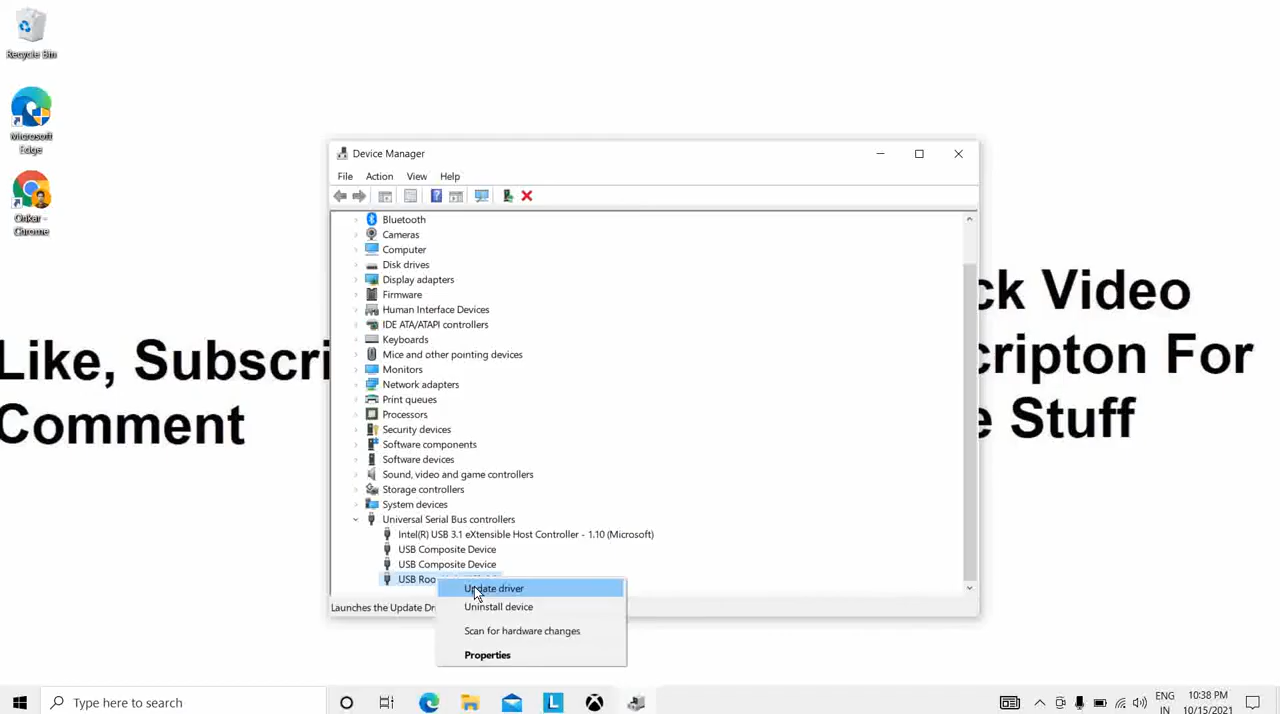 Recycle Bin
Microsoft
Edge
Onkar -
Chrome
Like, Subscri
Comment
ck Video
cripton For
e Stuff
Device Manager
File Action View Help
Bluetooth
Cameras
Computer
Disk drives
Display adapters
Firmware
Human Interface Devices
IDE ATA/ATAPI controllers
Keyboards
Mice and other pointing devices
Monitors
Network adapters
Print queues
Processors
Security devices
Software components
Software devices
Sound, video and game controllers
Storage controllers
System devices
Universal Serial Bus controllers
Intel(R) USB 3.1 eXtensible Host Controller - 1.10 (Microsoft)
USB Composite Device
USB Composite Device
USB Roo
Launches the Update Dr
Update driver
Uninstall device
Scan for hardware changes
Properties
Type here to search
L
ENG
IN
10:38 PM
10/15/2021